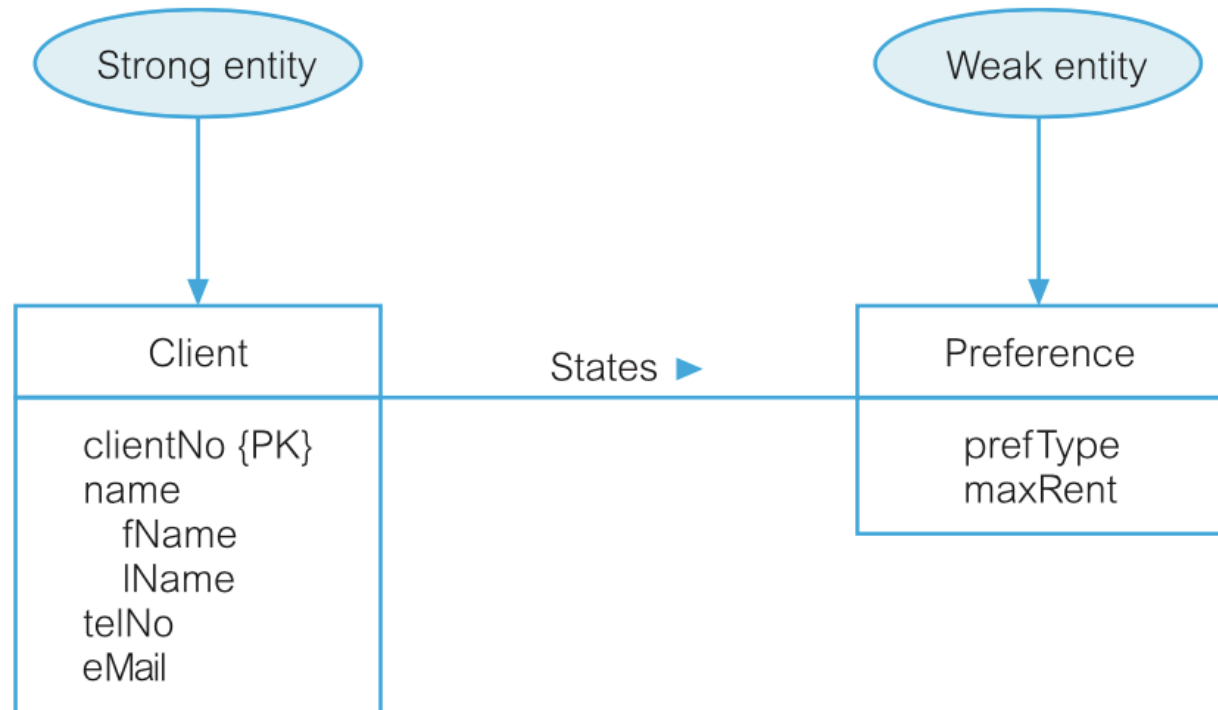 Strong entity
Weak entity
Client
States ►
Preference
clientNo {PK}
name
fName
lName
telNo
eMail
prefType
maxRent